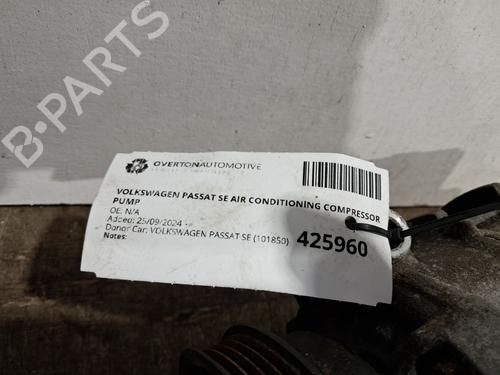 B-PARTS
OVERTONAUTOMOTIVE
VOLKSWAGEN PASSAT SE AIR CONDITIONING COMPRESSOR
PUMP
OE: N/A
Added: 25/09/2024
Donor Car: VOLKSWAGEN PASSAT SE (101850)
Notes:
425960